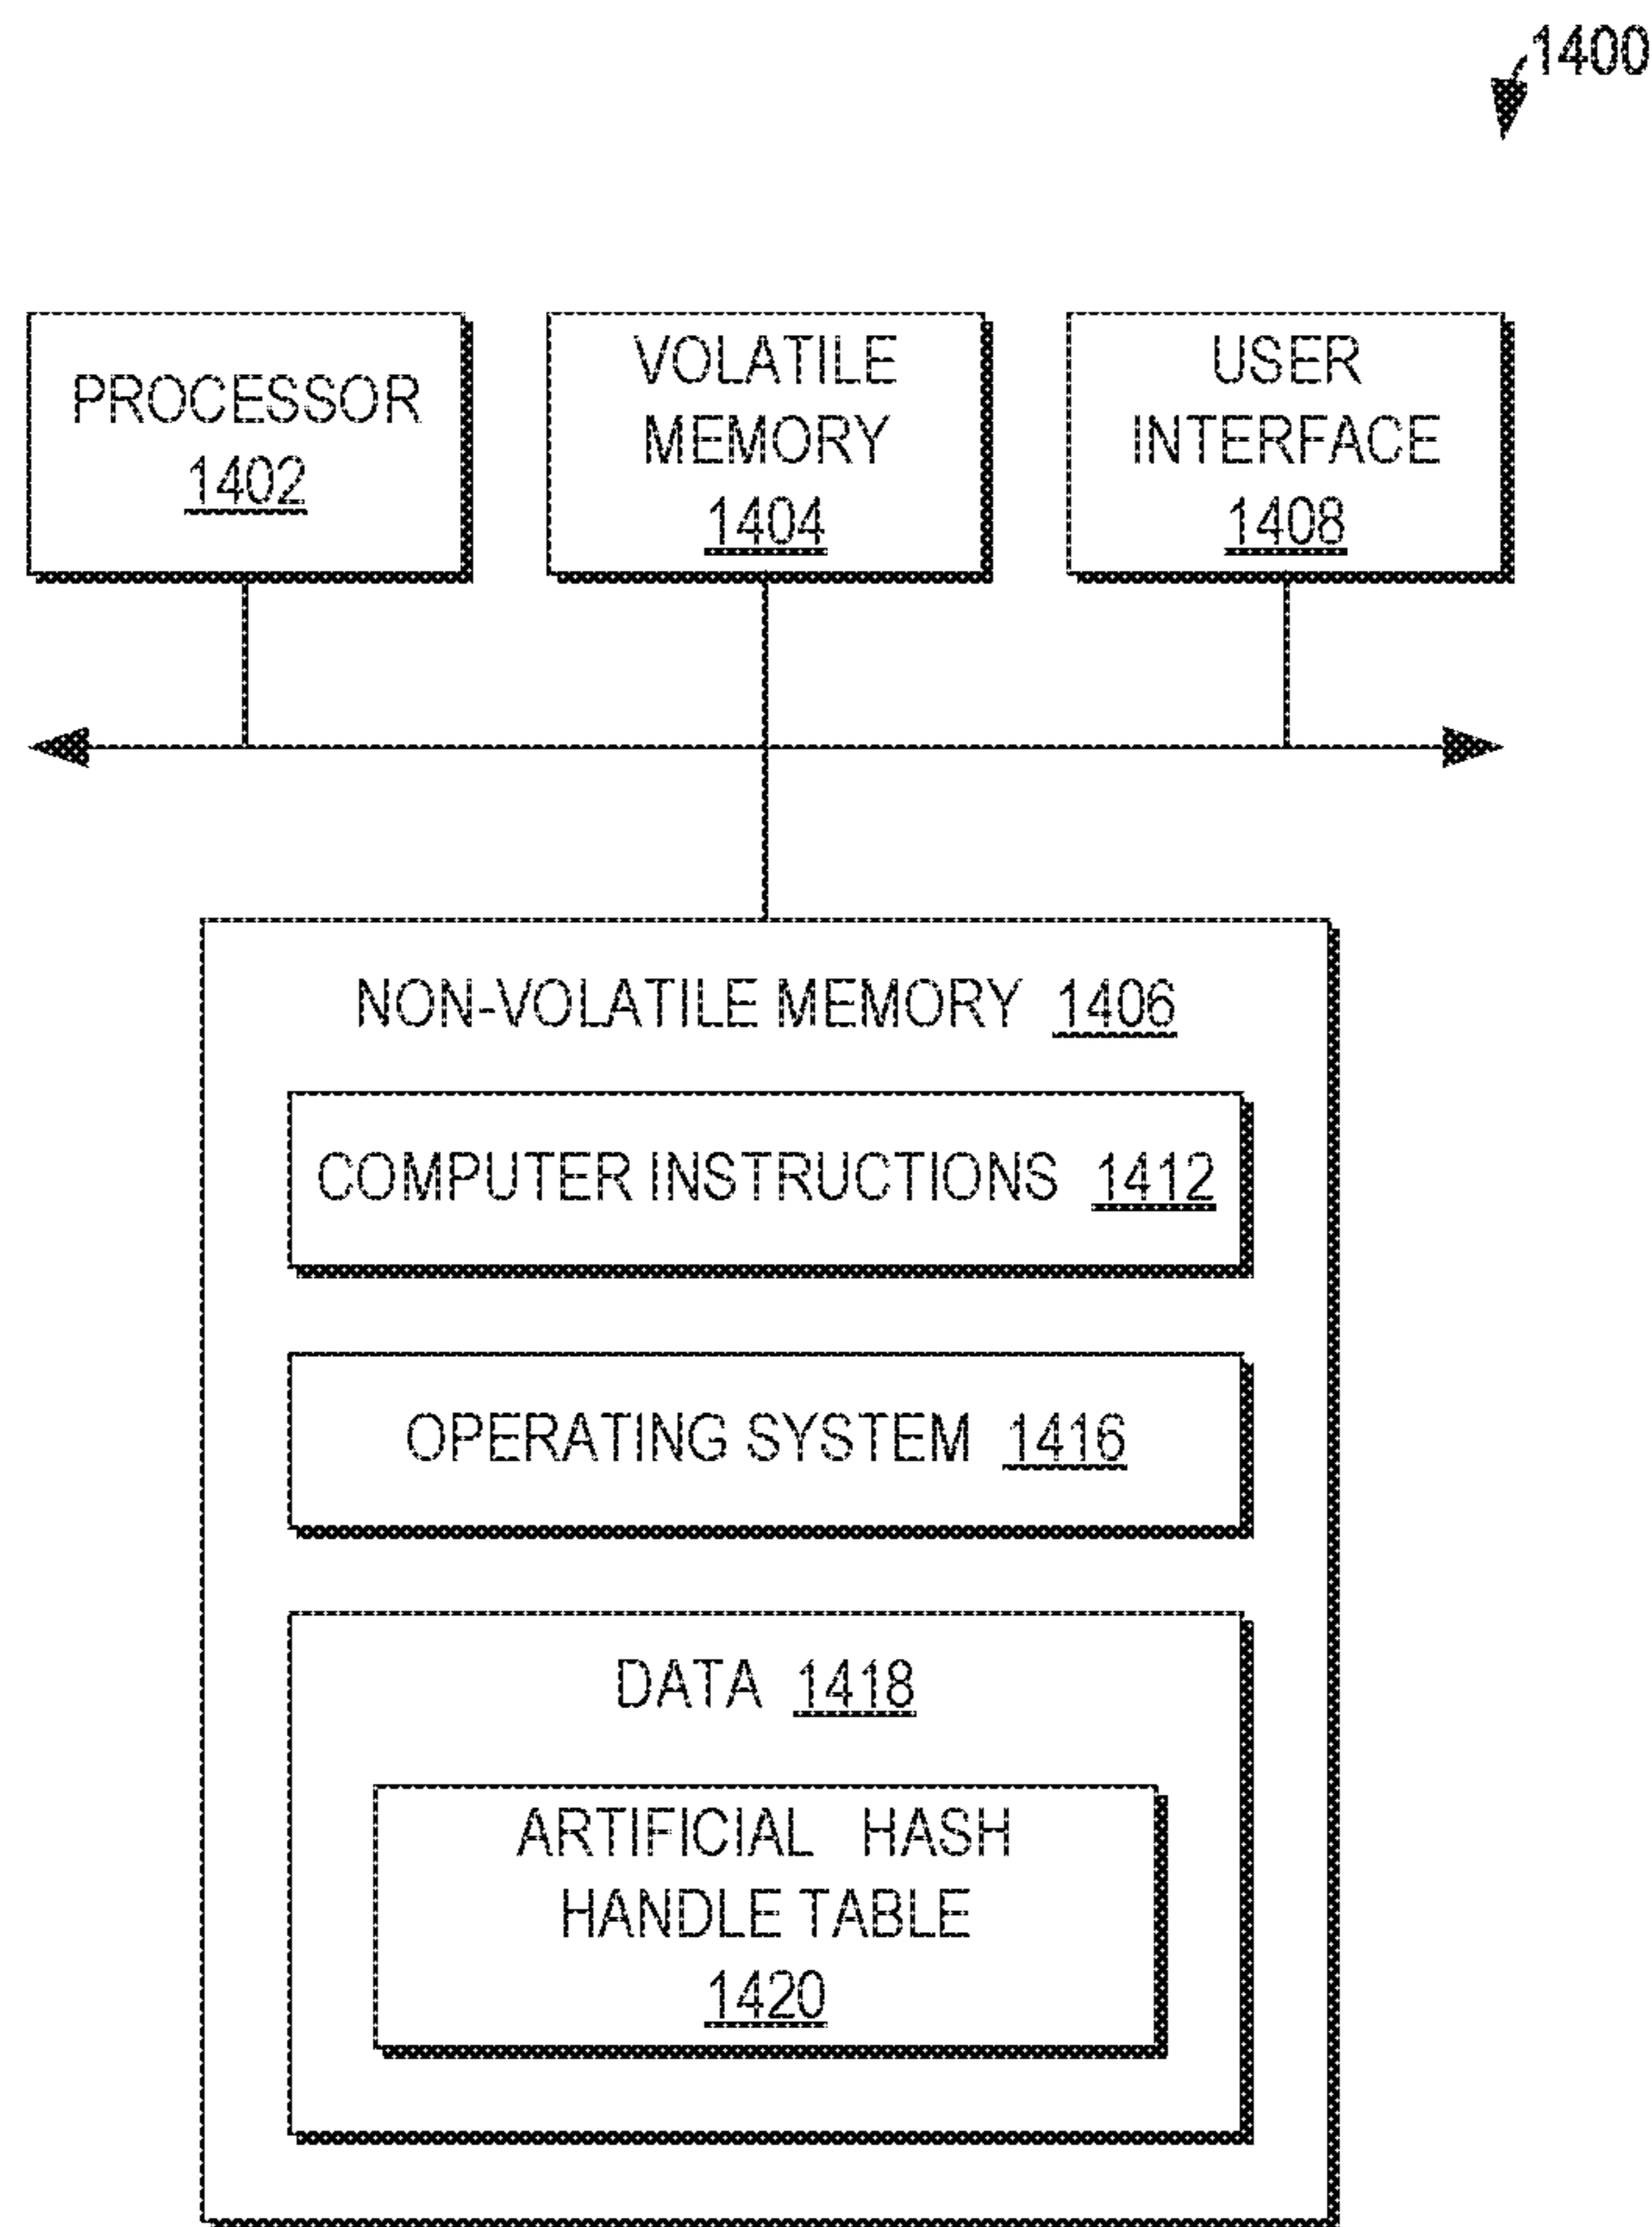 1400
PROCESSOR
1402
VOLATILE
MEMORY
1404
USER
INTERFACE
1408
NON-VOLATILE MEMORY 1406
COMPUTER INSTRUCTIONS 1412
OPERATING SYSTEM 1416
DATA 1418
ARTIFICIAL HASH
HANDLE TABLE
1420